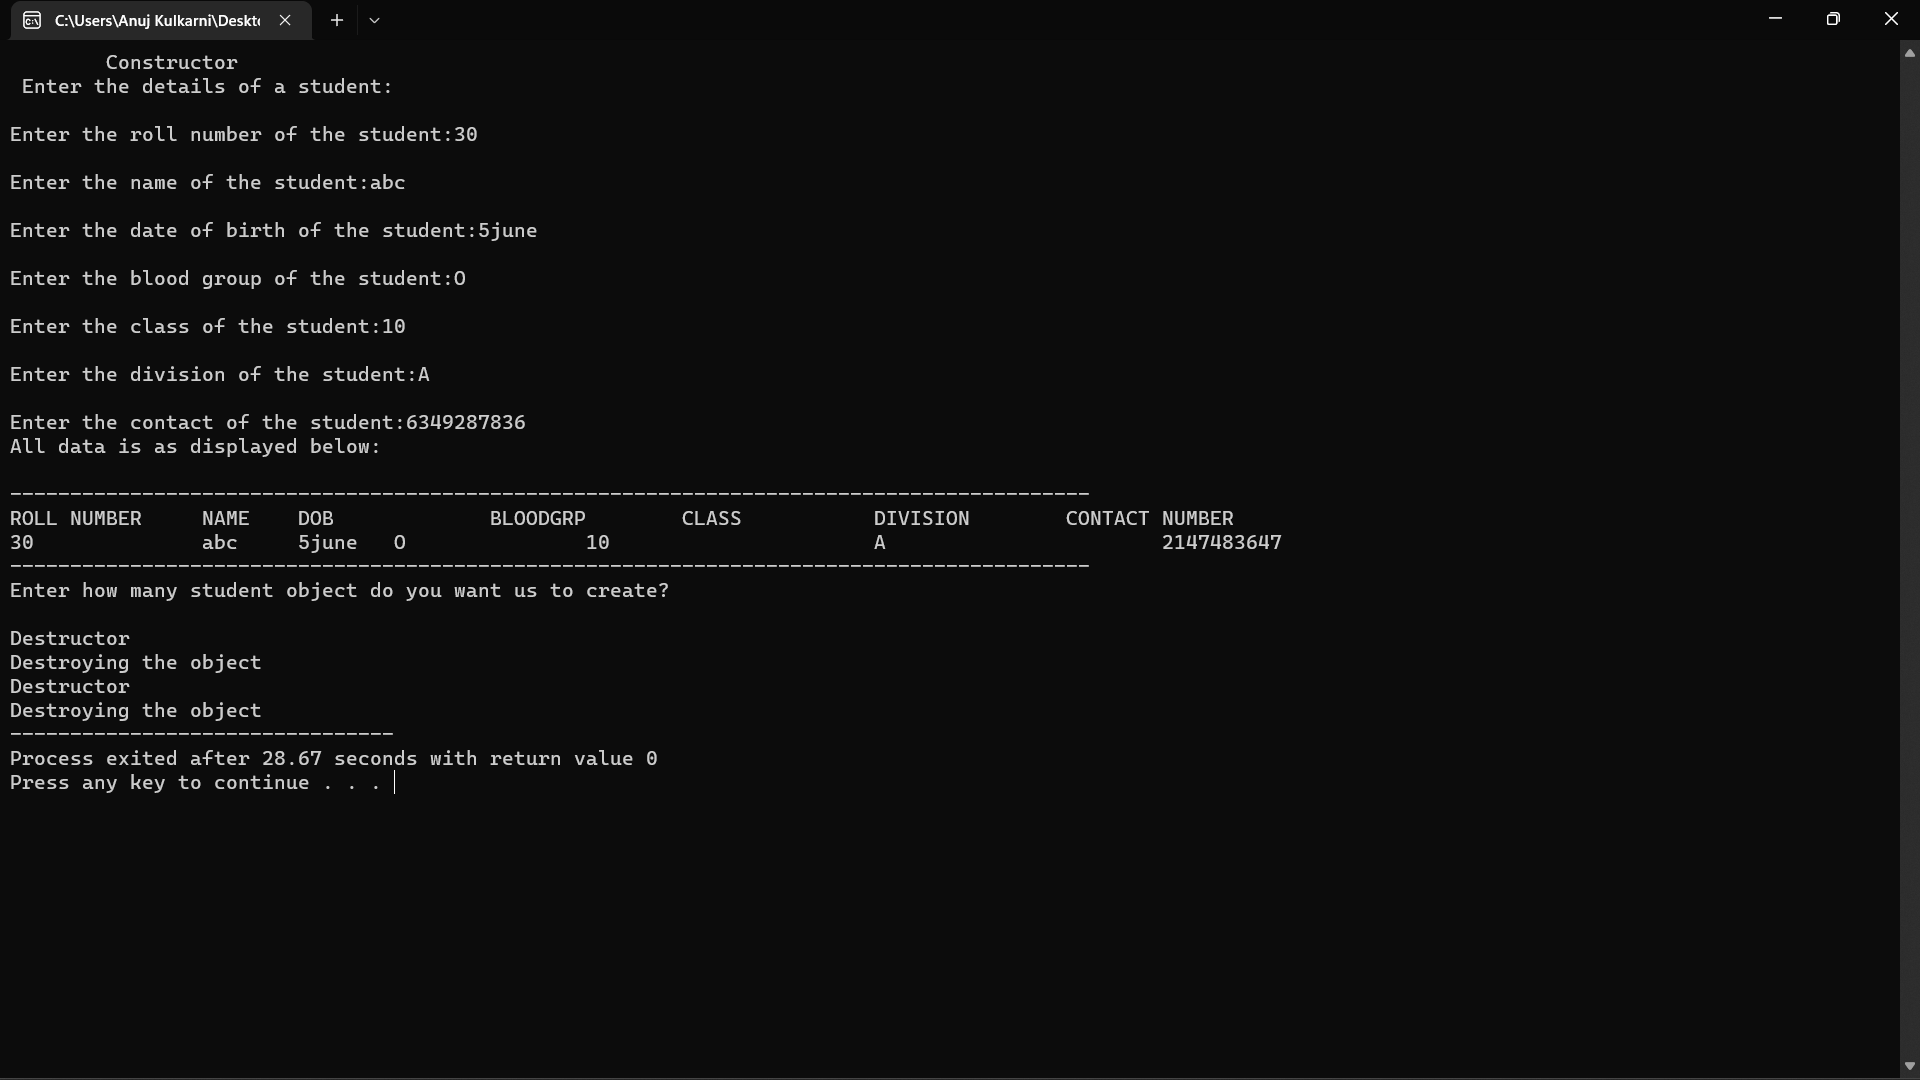 C:\Users\Anuj Kulkarni\Deskt
Constructor
Enter the details of a student:
Enter the roll number of the student:30
Enter the name of the student:abc
Enter the date of birth of the student:5june
Enter the blood group of the student:O
Enter the class of the student:10
Enter the division of the student:A
Enter the contact of the student:6349287836
All data is as displayed below:
------------------------------------------------------------------------------------------
ROLL NUMBER NAME DOB BLOODGRP CLASS DIVISION CONTACT NUMBER
30 abc 5june O 10 A 2147483647
------------------------------------------------------------------------------------------
Enter how many student object do you want us to create?
Destructor
Destroying the object
Destructor
Destroying the object
--------------------------------
Process exited after 28.67 seconds with return value 0
Press any key to continue . . .